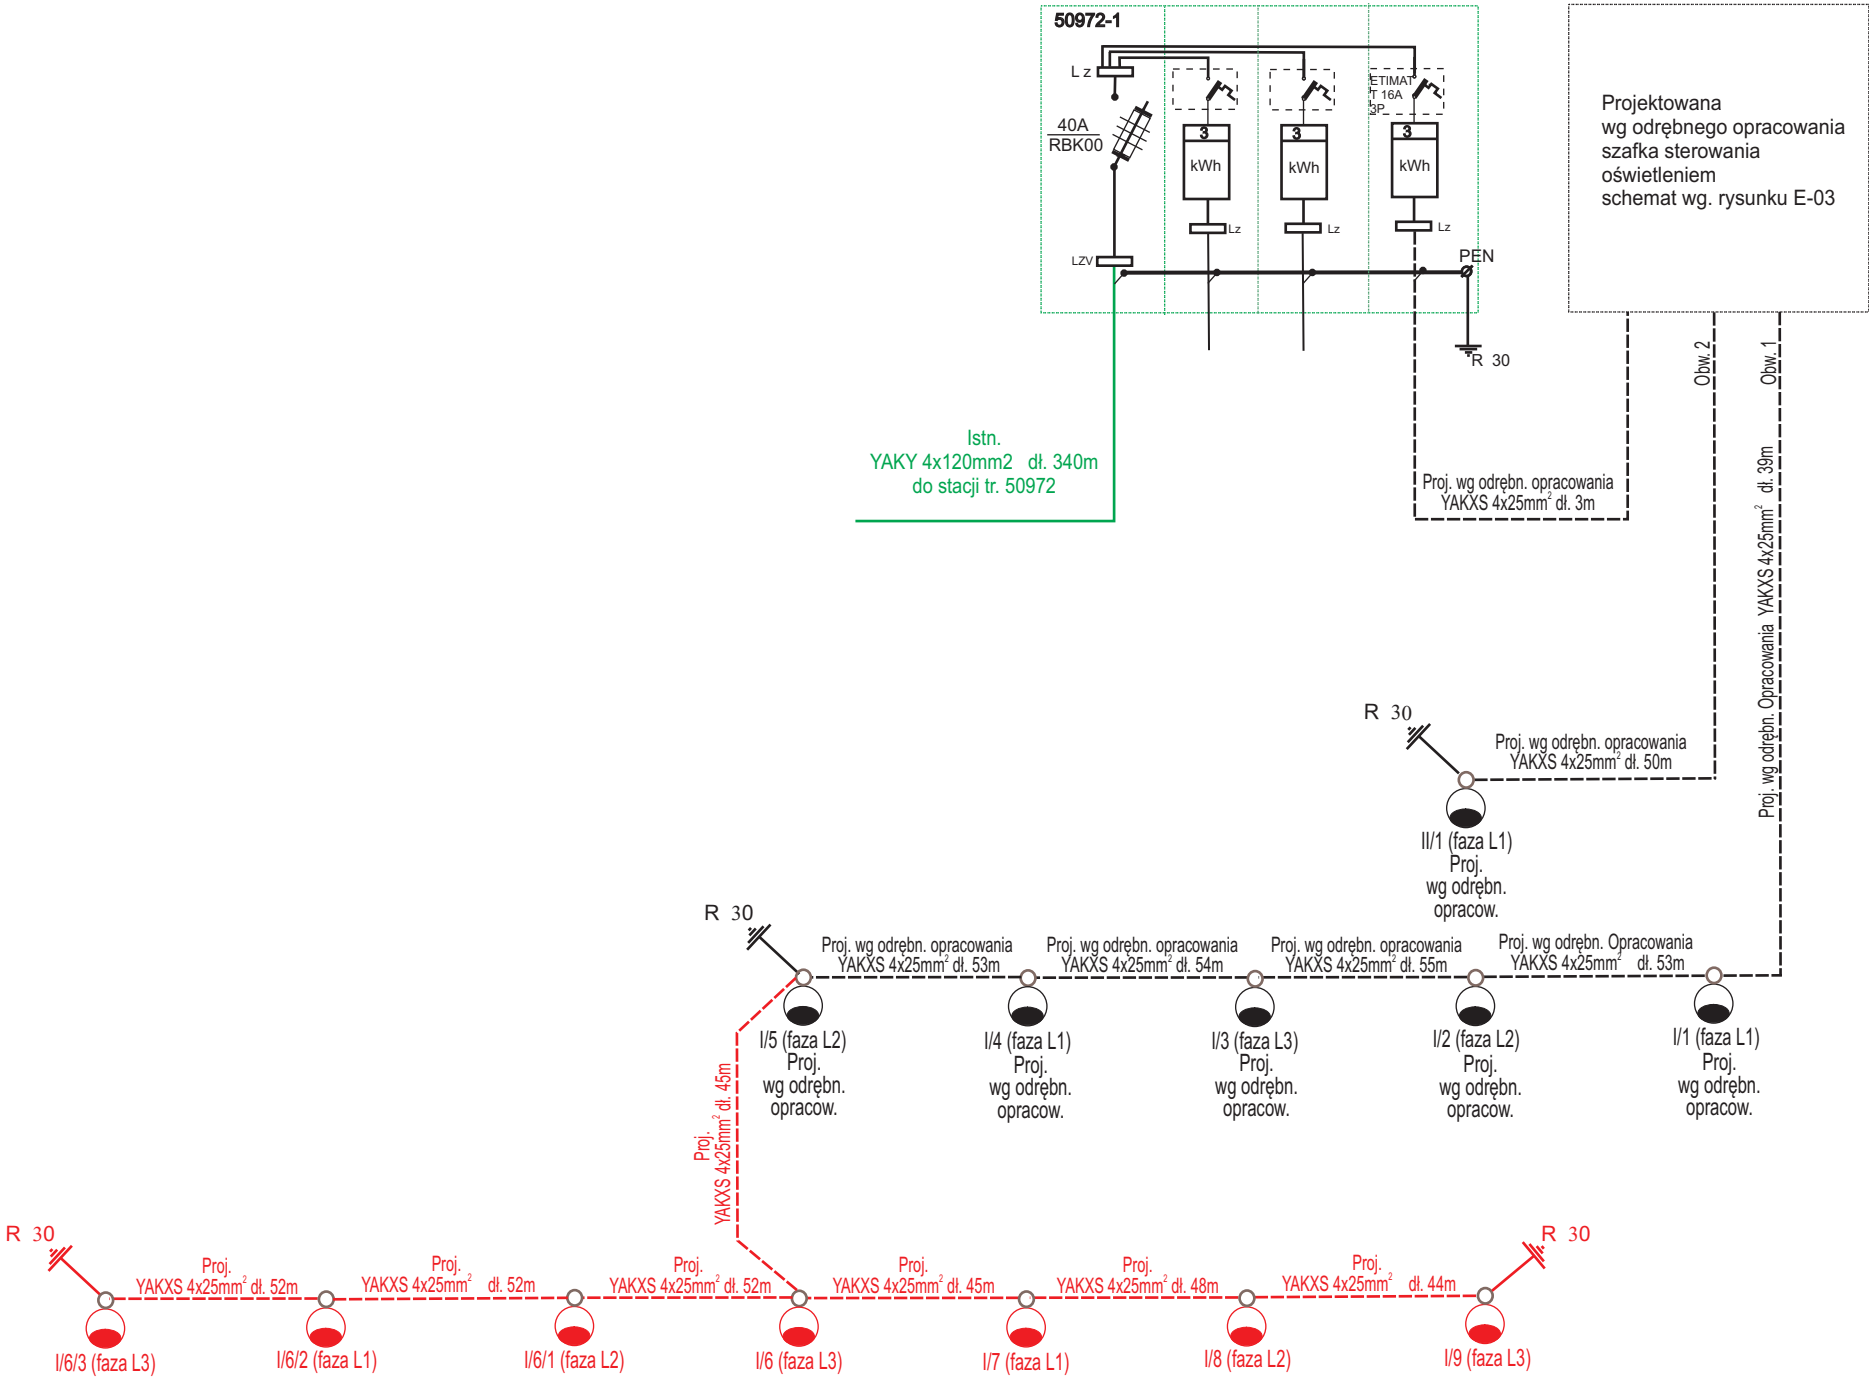 50972-1
L z
40A
RBK00
LZV
3
kWh
Lz
3
kWh
Lz
ETIMAT
T 16A
3P
3
kWh
Lz
PEN
R 30
Projektowana
wg odrębnego opracowania
szafka sterowania
oświetleniem
schemat wg. rysunku E-03
Obw. 2
Obw. 1
Istn.
YAKY 4x120mm2 dł. 340m
do stacji tr. 50972
Proj. wg odrębn. opracowania
YAKXS 4x25mm² dł. 3m
Proj. wg odrębn. Opracowania YAKXS 4x25mm² dł. 39m
R 30
Proj. wg odrębn. opracowania
YAKXS 4x25mm² dł. 50m
II/1 (faza L1)
Proj.
wg odrębn.
opracow.
R 30
Proj. wg odrębn. opracowania
YAKXS 4x25mm² dł. 53m
Proj. wg odrębn. opracowania
YAKXS 4x25mm² dł. 54m
Proj. wg odrębn. opracowania
YAKXS 4x25mm² dł. 55m
Proj. wg odrębn. Opracowania
YAKXS 4x25mm² dł. 53m
I/5 (faza L2)
Proj.
wg odrębn.
opracow.
I/4 (faza L1)
Proj.
wg odrębn.
opracow.
I/3 (faza L3)
Proj.
wg odrębn.
opracow.
I/2 (faza L2)
Proj.
wg odrębn.
opracow.
I/1 (faza L1)
Proj.
wg odrębn.
opracow.
Proj.
YAKXS 4x25mm² dł. 45m
R 30
Proj.
YAKXS 4x25mm² dł. 52m
Proj.
YAKXS 4x25mm² dł. 52m
Proj.
YAKXS 4x25mm² dł. 52m
Proj.
YAKXS 4x25mm² dł. 45m
Proj.
YAKXS 4x25mm² dł. 48m
Proj.
YAKXS 4x25mm² dł. 44m
R 30
I/6/3 (faza L3)
I/6/2 (faza L1)
I/6/1 (faza L2)
I/6 (faza L3)
I/7 (faza L1)
I/8 (faza L2)
I/9 (faza L3)